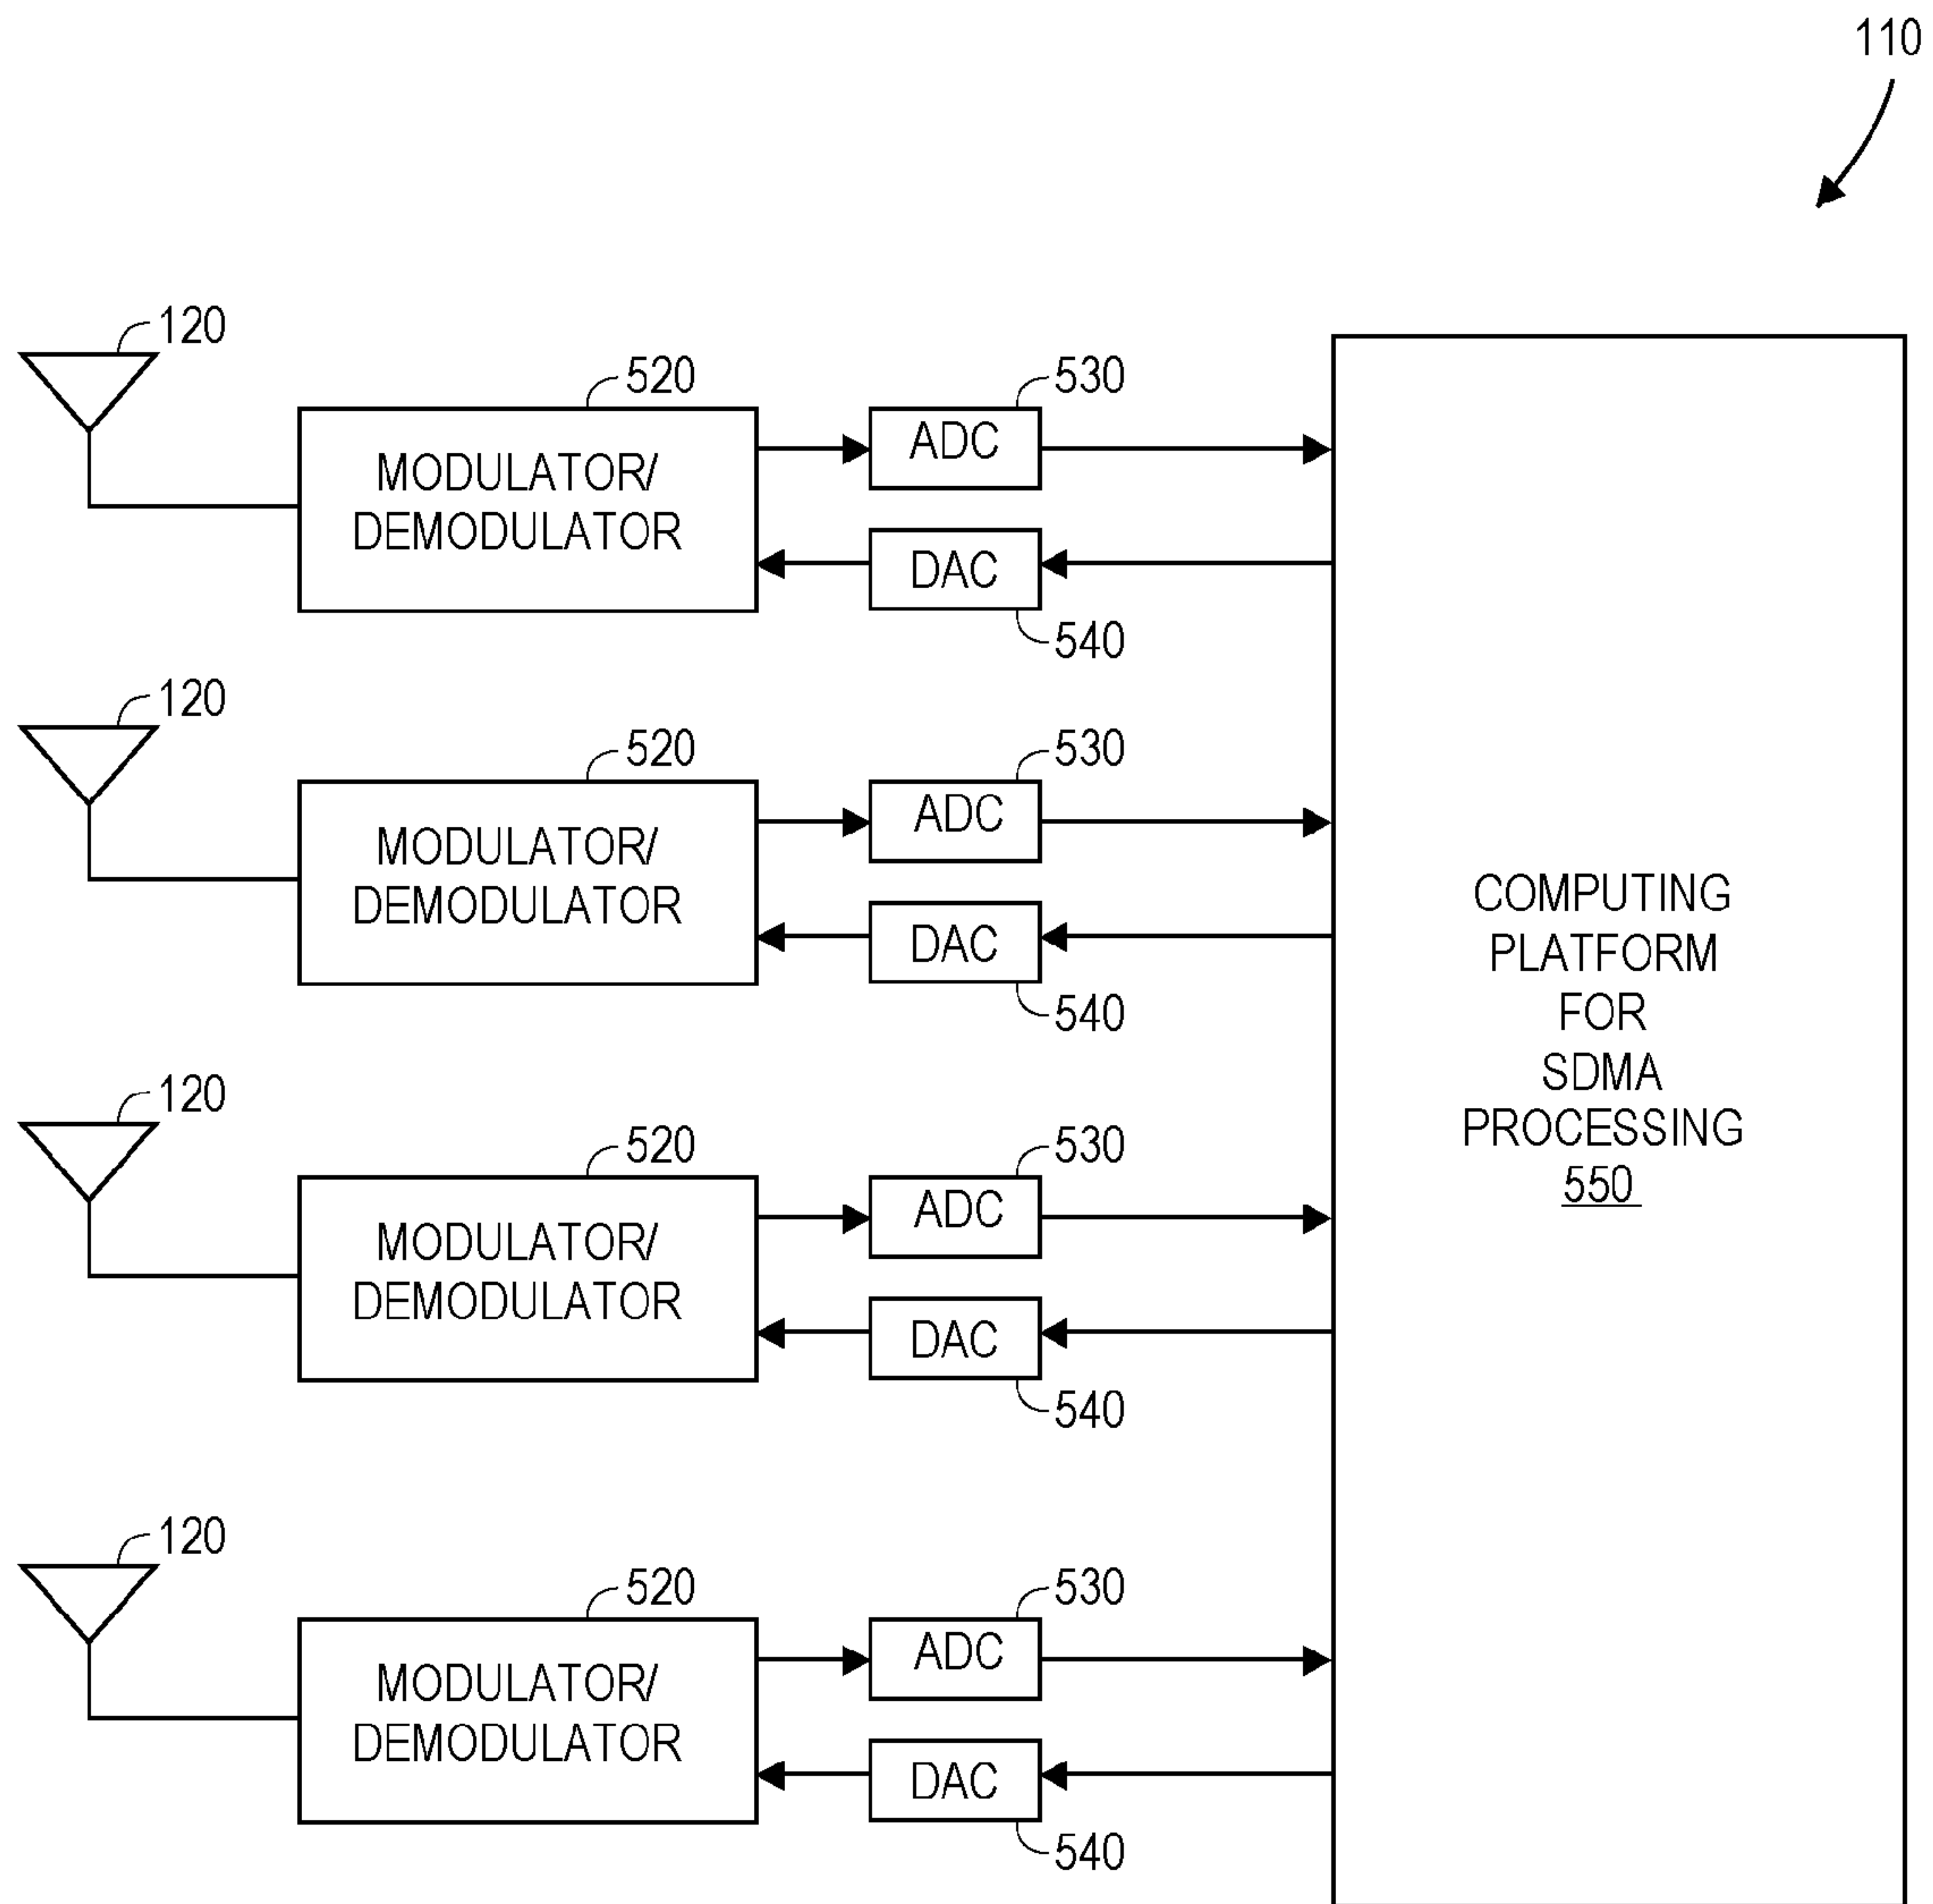 110
120
520
530
MODULATOR/
DEMODULATOR
ADC
DAC
540
120
520
530
MODULATOR/
DEMODULATOR
ADC
DAC
540
COMPUTING
PLATFORM
FOR
SDMA
PROCESSING
550
120
520
530
MODULATOR/
DEMODULATOR
ADC
DAC
540
120
520
530
MODULATOR/
DEMODULATOR
ADC
DAC
540